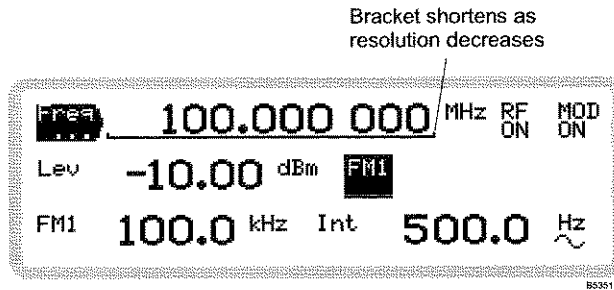 Bracket shortens as
resolution decreases
Freq 100.000 000 MHz RF ON MOD ON
Lev -10.00 dBm FM1
FM1 100.0 kHz Int 500.0 Hz
B5351